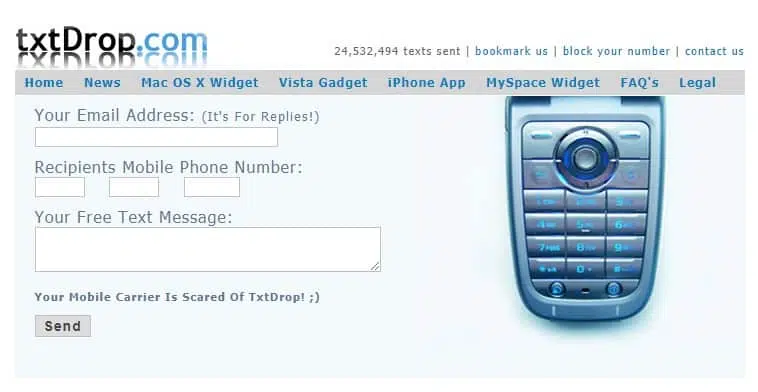 txtDrop.com
24,532,494 texts sent | bookmark us | block your number | contact us
Home News Mac OS X Widget Vista Gadget iPhone App MySpace Widget FAQ's Legal
Your Email Address: (It's For Replies!)
Recipients Mobile Phone Number:
Your Free Text Message:
Your Mobile Carrier Is Scared Of TxtDrop! ;)
Send